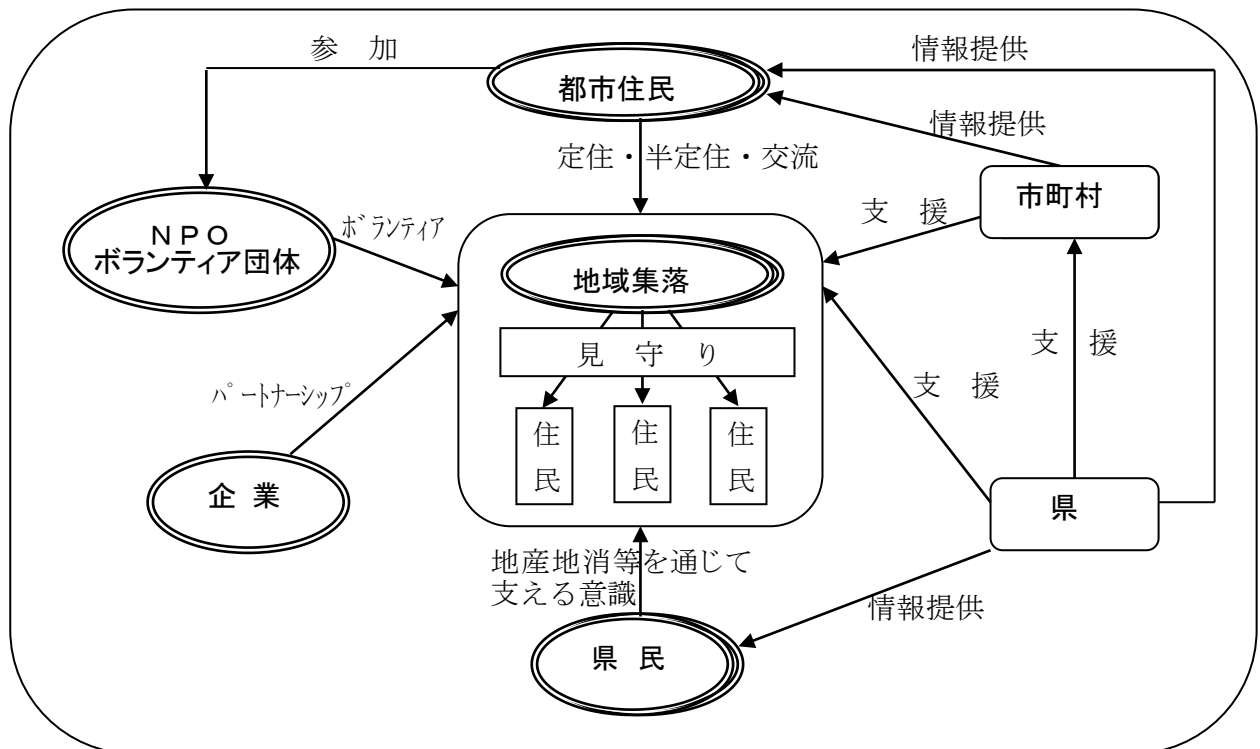 参　加
情報提供
都市住民
情報提供
定住・半定住・交流
市町村
支　援
ＮＰＯ
ボランティア団体
ﾎﾞﾗﾝﾃｨｱ
地域集落
見　守　り
支　援
ﾊﾟｰﾄﾅｰｼｯﾌﾟ
支　援
住民
住民
住民
企 業
県
地産地消等を通じて
支える意識
情報提供
県 民